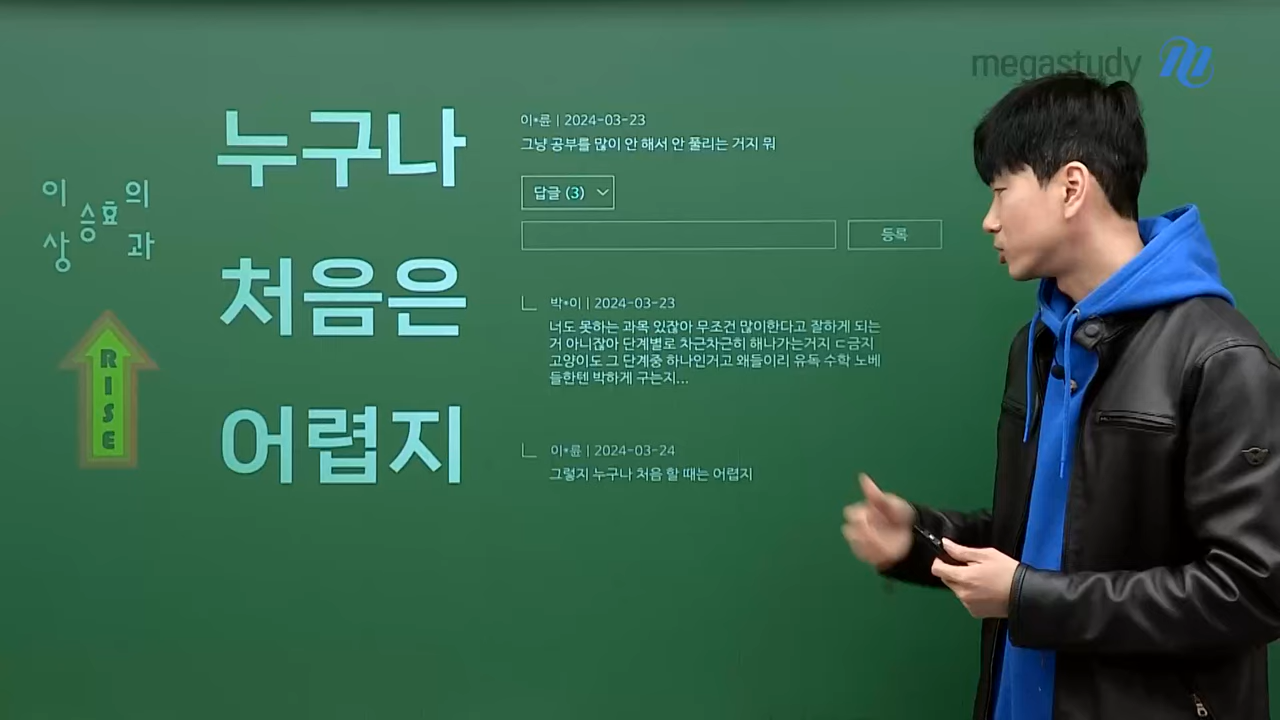 megastudy
누구나
처음은
어렵지
이 의
승효
상 과
RISE
이*륜 | 2024-03-23
그냥 공부를 많이 안 해서 안 풀리는 거지 뭐
답글 (3)
등록
박*이 | 2024-03-23
너도 못하는 과목 있잖아 무조건 많이한다고 잘하게 되는
거 아니잖아 단계별로 차근차근히 해나가는거지 ㄷ금지
고양이도 그 단계중 하나인거고 왜들이리 유독 수학 노베
들한텐 박하게 구는지...
이*륜 | 2024-03-24
그렇지 누구나 처음 할 때는 어렵지